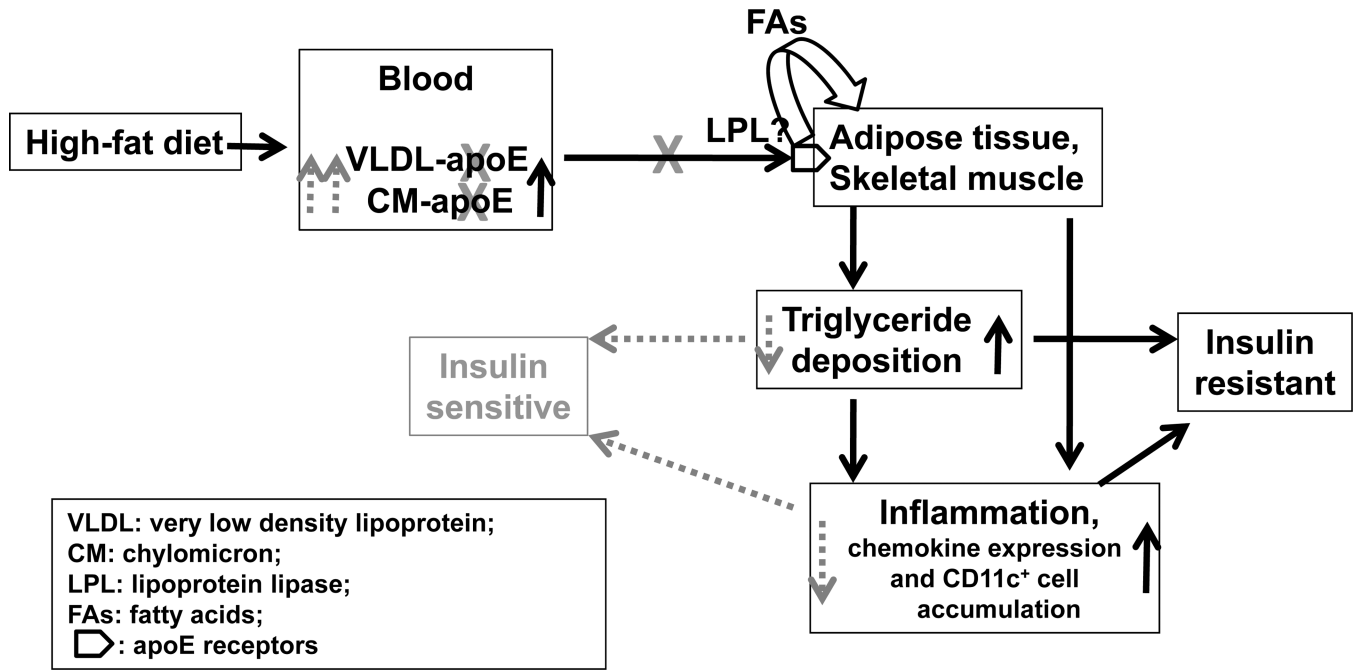 FAs
Blood
High-fat diet
LPL?
VLDL-apoE
X
CM-apoE
X
X
Adipose tissue,
Skeletal muscle
Triglyceride
deposition
Insulin
sensitive
Insulin
resistant
Inflammation,
chemokine expression
and CD11c⁺ cell
accumulation
VLDL: very low density lipoprotein;
CM: chylomicron;
LPL: lipoprotein lipase;
FAs: fatty acids;
: apoE receptors